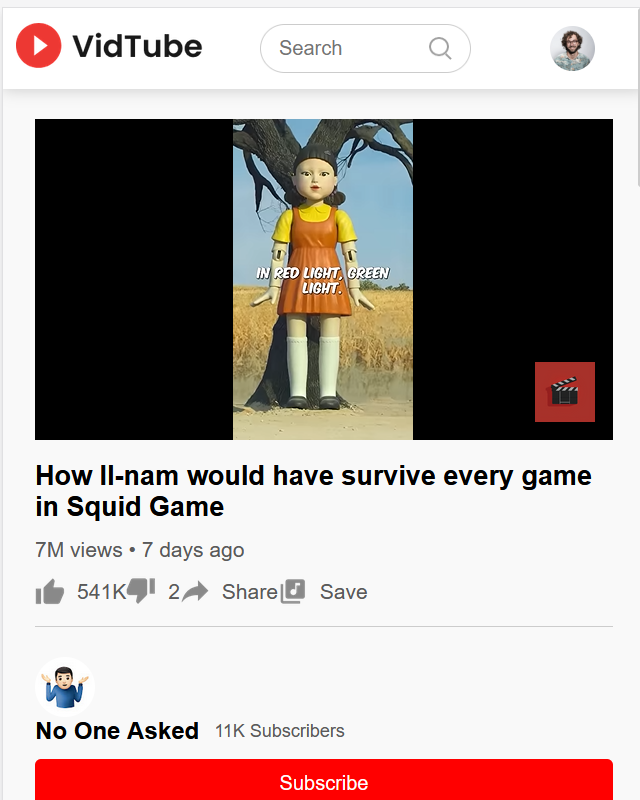 VidTube
Search
IN RED LIGHT, GREEN
LIGHT.
How Il-nam would have survive every game
in Squid Game
7M views • 7 days ago
541K 2 Share Save
No One Asked 11K Subscribers
Subscribe